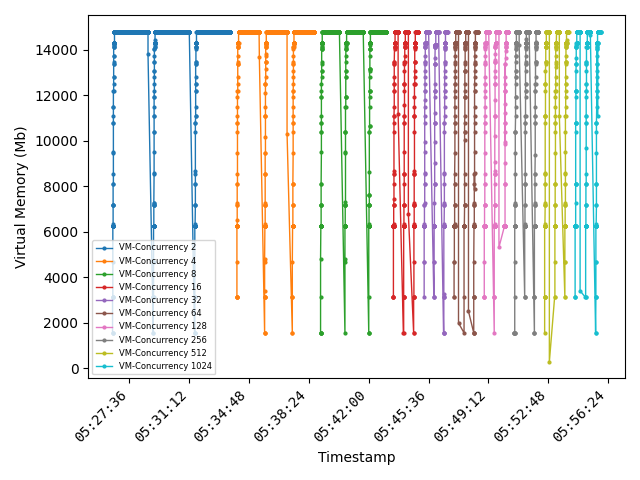 Virtual Memory (Mb)
14000
12000
10000
8000
6000
4000
2000
0
VM-Concurrency 2
VM-Concurrency 4
VM-Concurrency 8
VM-Concurrency 16
VM-Concurrency 32
VM-Concurrency 64
VM-Concurrency 128
VM-Concurrency 256
VM-Concurrency 512
VM-Concurrency 1024
05:27:36
05:31:12
05:34:48
05:38:24
05:42:00
05:45:36
05:49:12
05:52:48
05:56:24
Timestamp